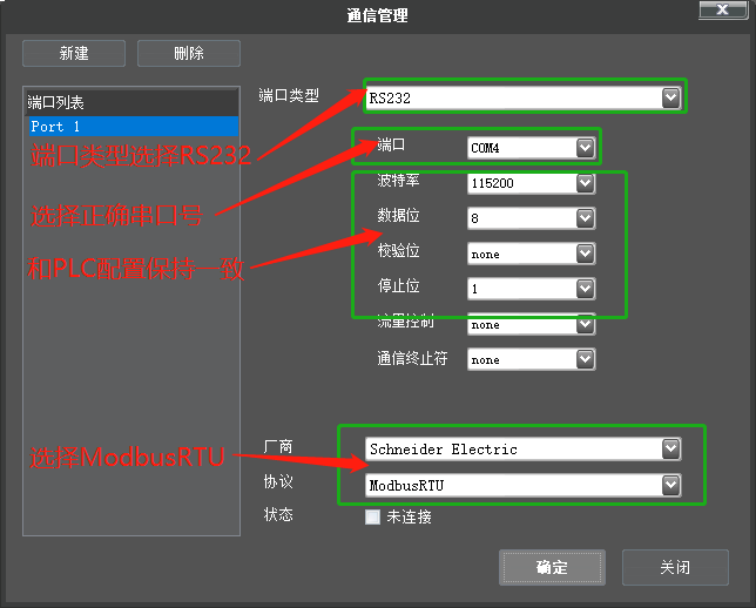 通信管理
新建
删除
端口列表
Port 1
端口类型选择RS232
选择正确串口号
和PLC配置保持一致
选择ModbusRTU
端口类型
RS232
端口
COM4
波特率
115200
数据位
8
校验位
none
停止位
1
流量控制
none
通信终止符
none
厂商
Schneider Electric
协议
ModbusRTU
状态
未连接
确定
关闭